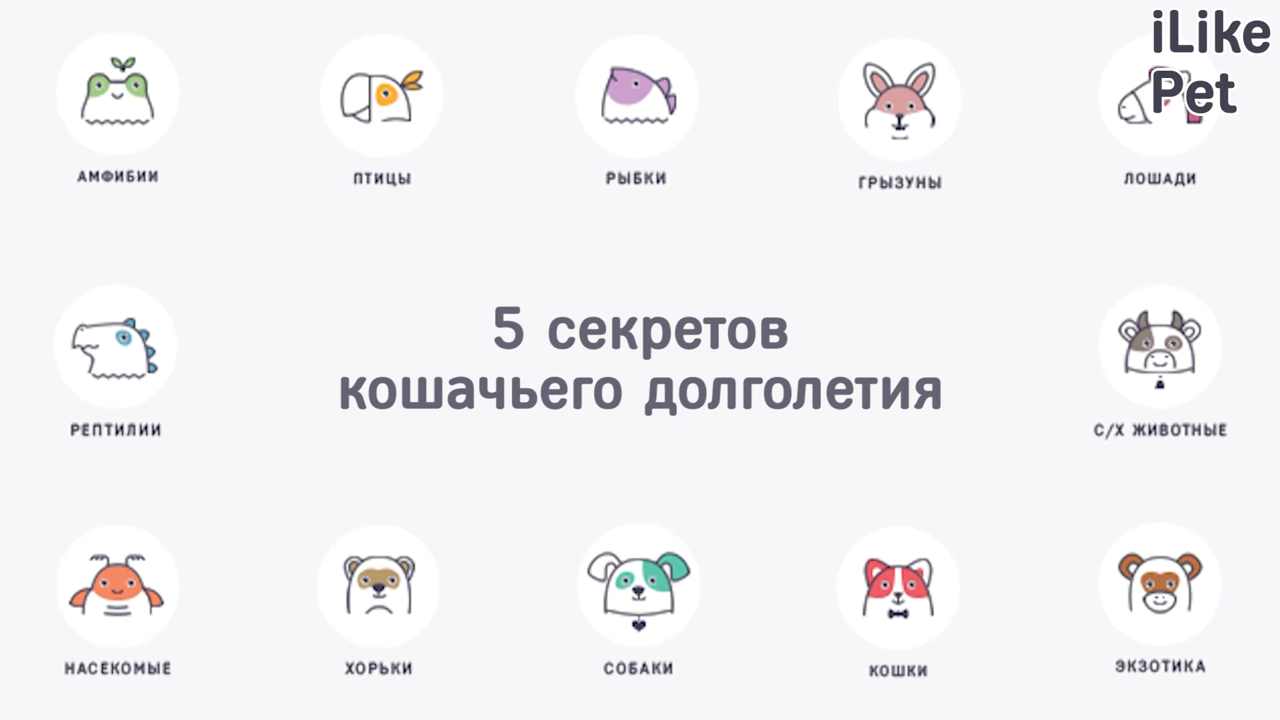 iLike
Pet
АМФИБИИ
ПТИЦЫ
РЫБКИ
ГРЫЗУНЫ
ЛОШАДИ
5 секретов
кошачьего долголетия
РЕПТИЛИИ
С/Х ЖИВОТНЫЕ
НАСЕКОМЫЕ
ХОРЬКИ
СОБАКИ
КОШКИ
ЭКЗОТИКА